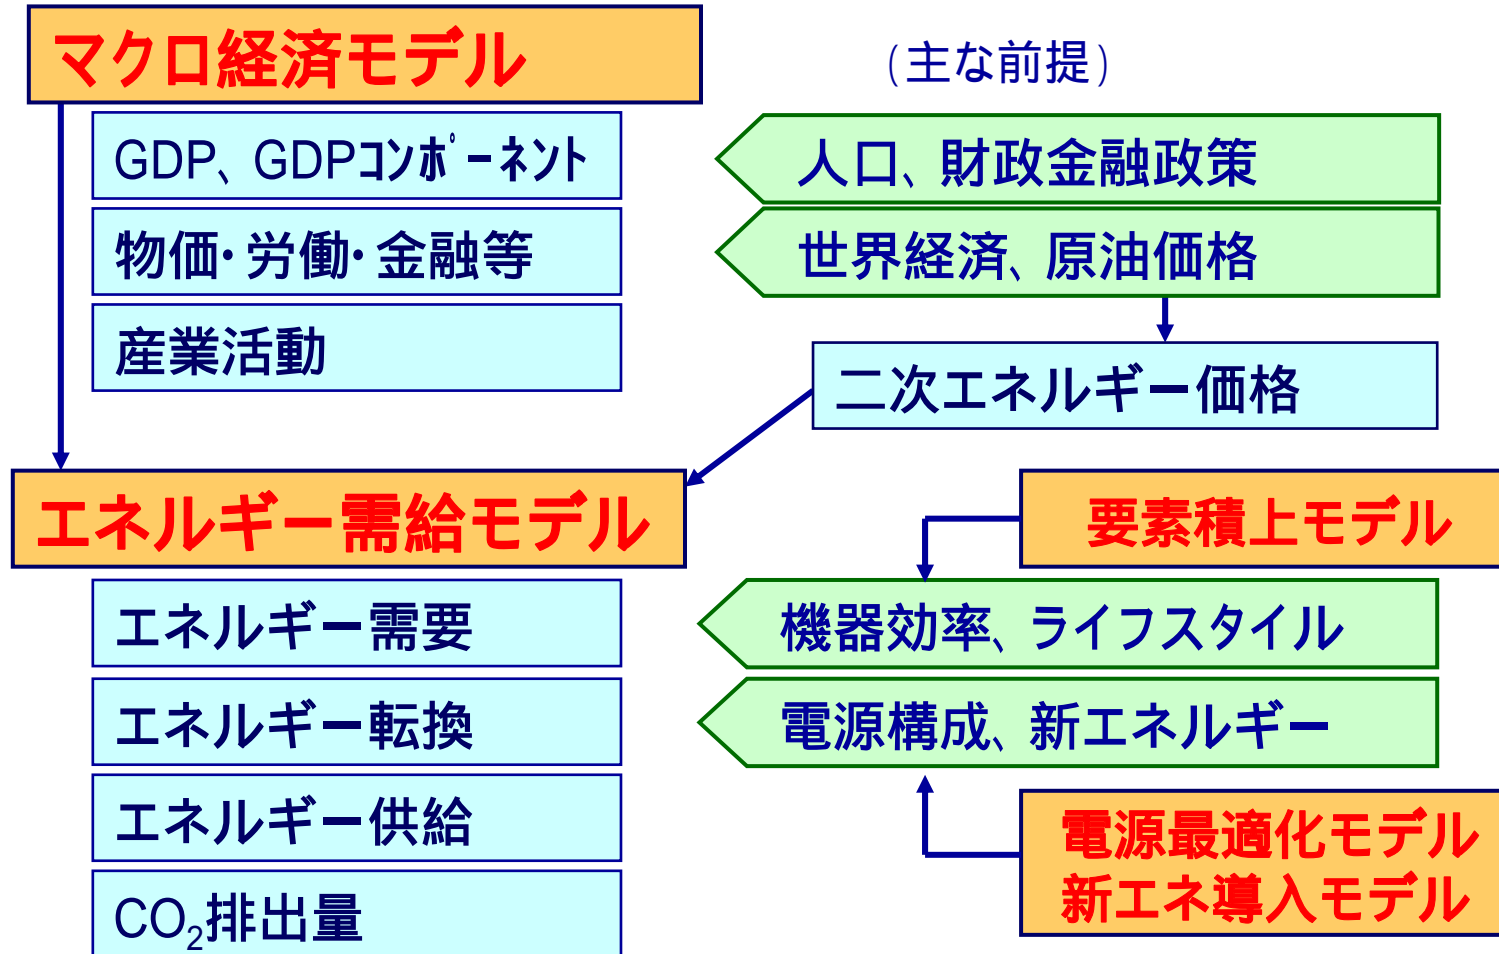 マクロ経済モデル
(主な前提)
GDP、GDPコンポーネント
人口、財政金融政策
物価・労働・金融等
世界経済、原油価格
産業活動
二次エネルギー価格
エネルギー需給モデル
要素積上モデル
エネルギー需要
機器効率、ライフスタイル
エネルギー転換
電源構成、新エネルギー
エネルギー供給
電源最適化モデル
新エネ導入モデル
CO₂排出量